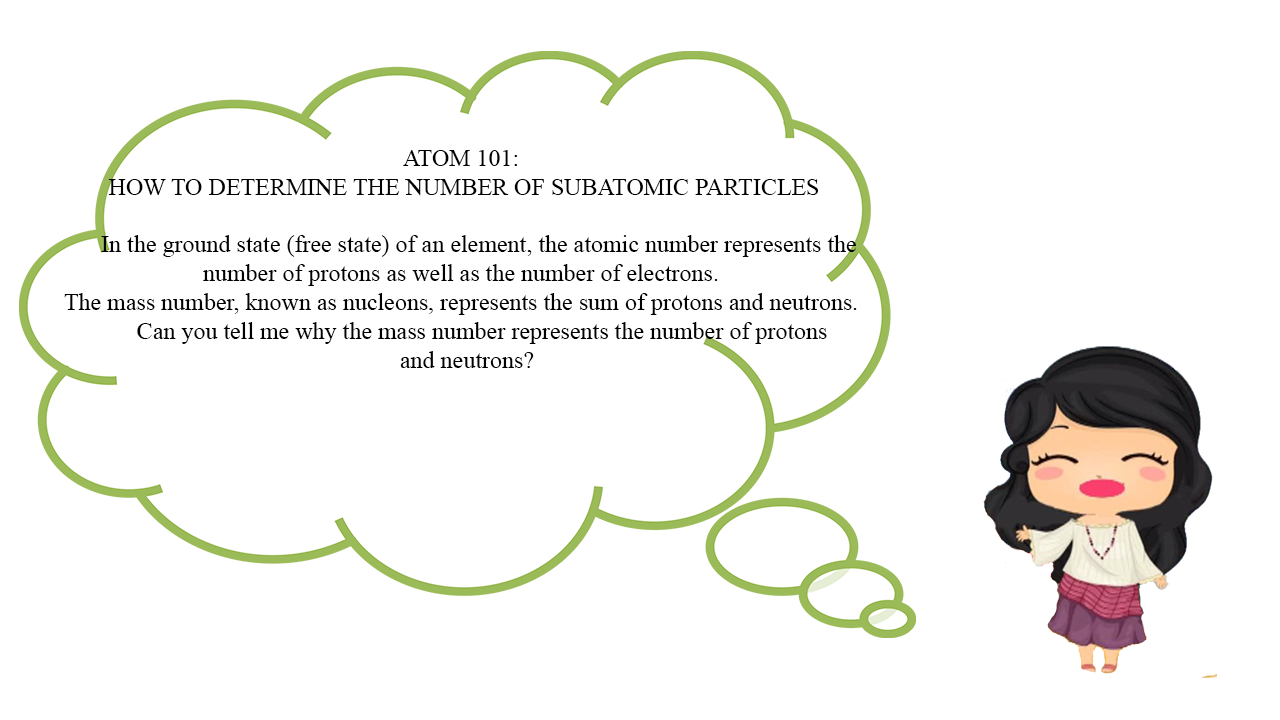 ATOM 101:
HOW TO DETERMINE THE NUMBER OF SUBATOMIC PARTICLES
In the ground state (free state) of an element, the atomic number represents the
number of protons as well as the number of electrons.
The mass number, known as nucleons, represents the sum of protons and neutrons.
Can you tell me why the mass number represents the number of protons
and neutrons?